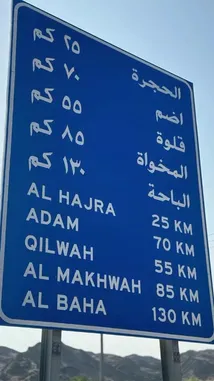 الحجرة ٢٥ كم
اضم ٧٠ كم
قلوة ٥٥ كم
المخواة ٨٥ كم
الباحة ١٣٠ كم
AL HAJRA 25 KM
ADAM 70 KM
QILWAH 55 KM
AL MAKHWAH 85 KM
AL BAHA 130 KM